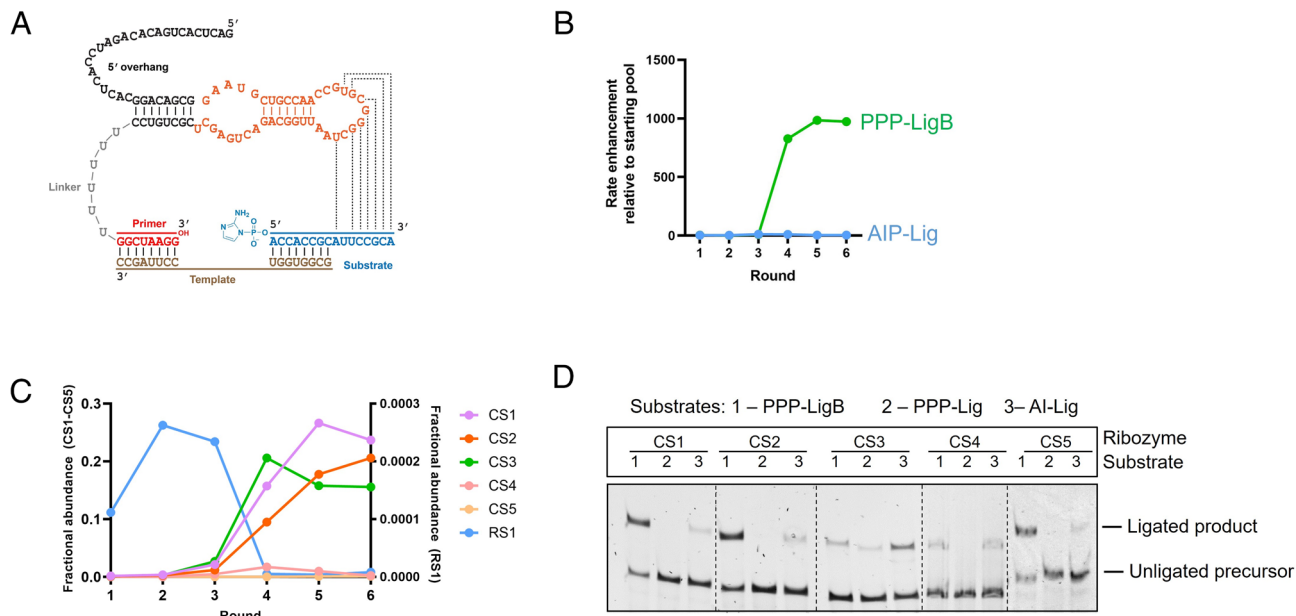 A
5′
AGACACAGUCACUCAG
5′ overhang
GGACAGCG
CCUGUCGC
CUGCCAA
Linker
Primer
3′
OH
GGCUAAGG
CCGAUUCC
3′
Template
NH₂
5′
3′
ACCACCGCAUUCCGCA
UGGUGGCG
Substrate
B
Rate enhancement
relative to starting pool
1500
1000
500
0
PPP-LigB
AIP-Lig
1 2 3 4 5 6
Round
C
Fractional abundance (CS1-CS5)
0.3
0.2
0.1
0.0
0.0003
0.0002
0.0001
0.0000
Fractional abundance (RS1)
1 2 3 4 5 6
Round
CS1
CS2
CS3
CS4
CS5
RS1
D
Substrates: 1 – PPP-LigB 2 – PPP-Lig 3– AI-Lig
CS1 CS2 CS3 CS4 CS5 Ribozyme
1 2 3 1 2 3 1 2 3 1 2 3 1 2 3 Substrate
Ligated product
Unligated precursor